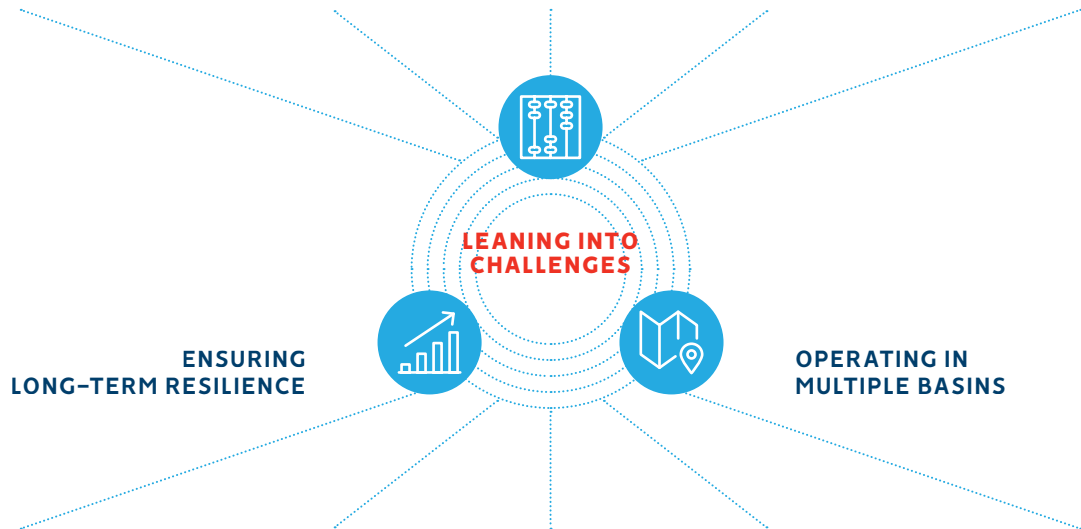 LEANING INTO
CHALLENGES
ENSURING
LONG–TERM RESILIENCE
OPERATING IN
MULTIPLE BASINS